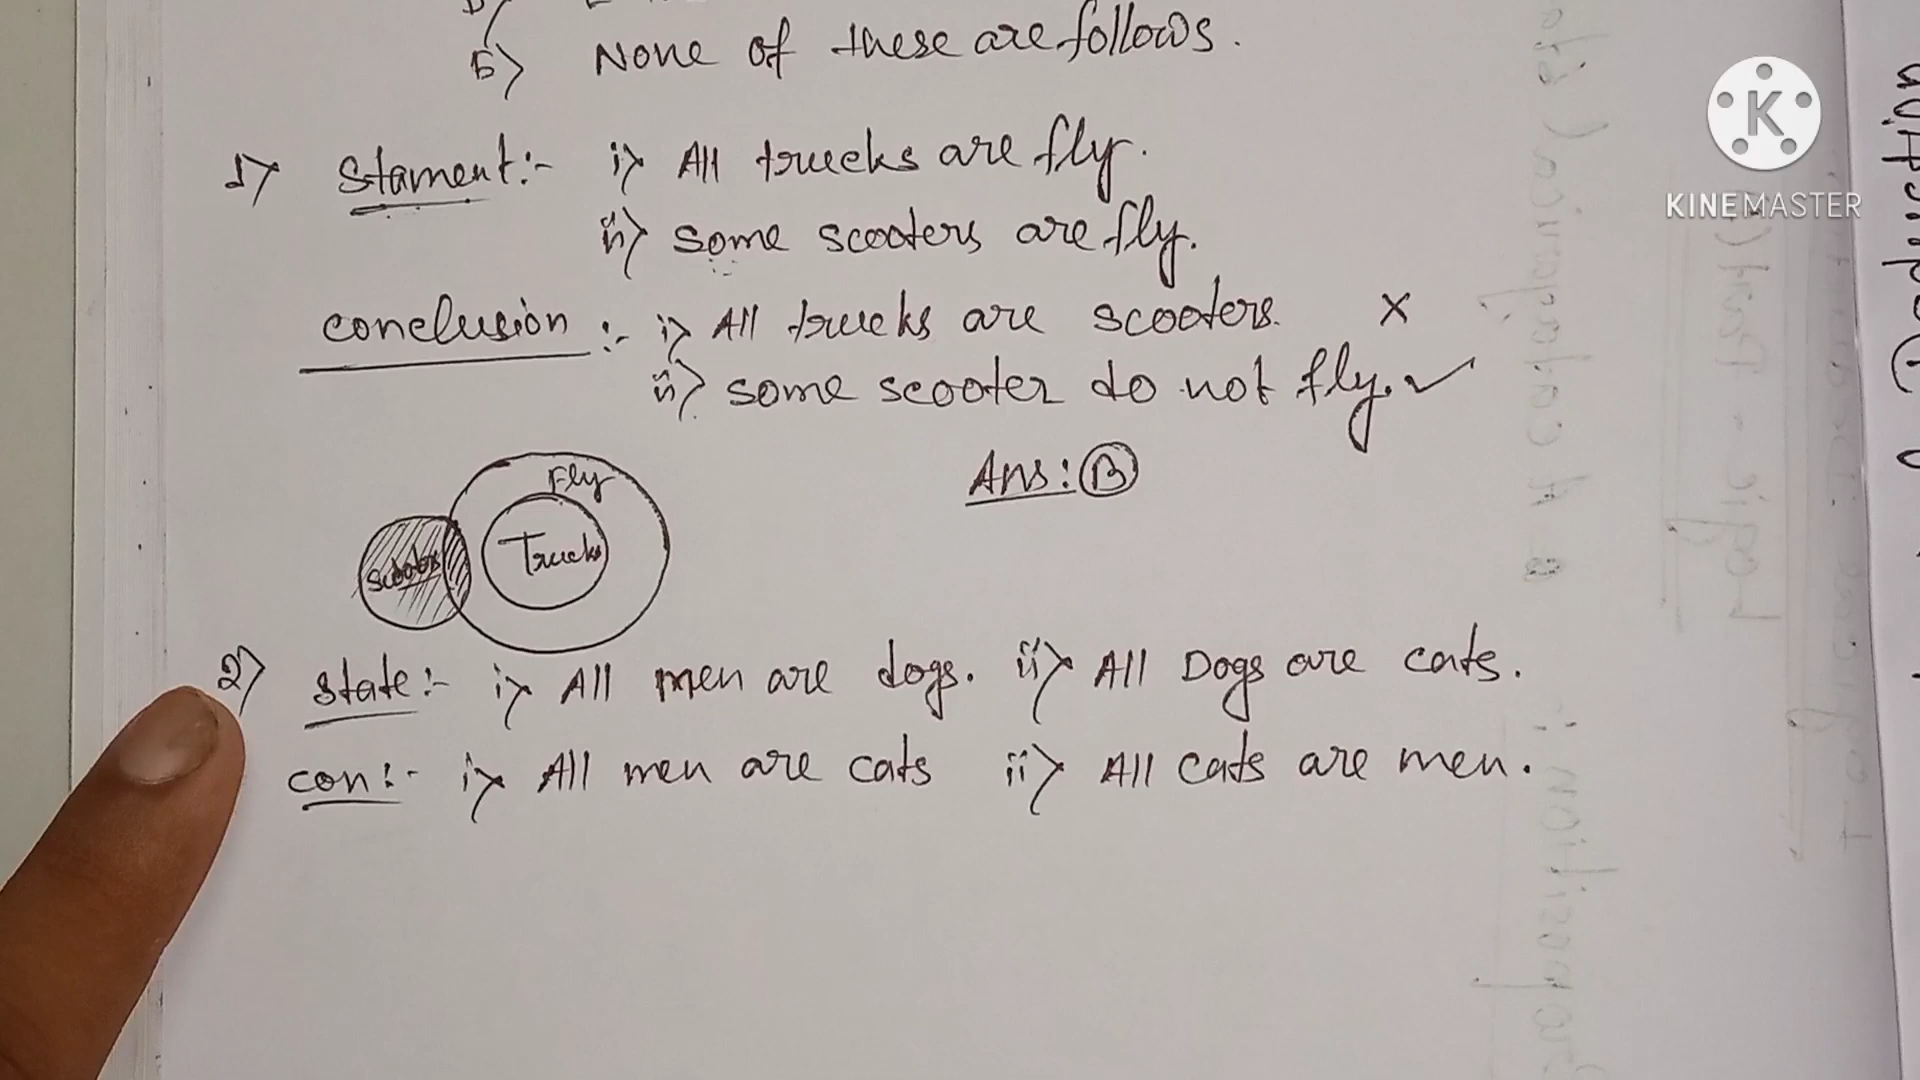 5) None of these are follows.
1) Stament:- i) All trucks are fly.
ii) some scooters are fly.
conclusion :- i) All trucks are scooters. ×
ii) some scooter do not fly. ✓
Ans: B
Fly
Trucks
2) State:- i) All men are dogs. ii) All Dogs are cats.
con:- i) All men are cats ii) All cats are men.
KINEMASTER